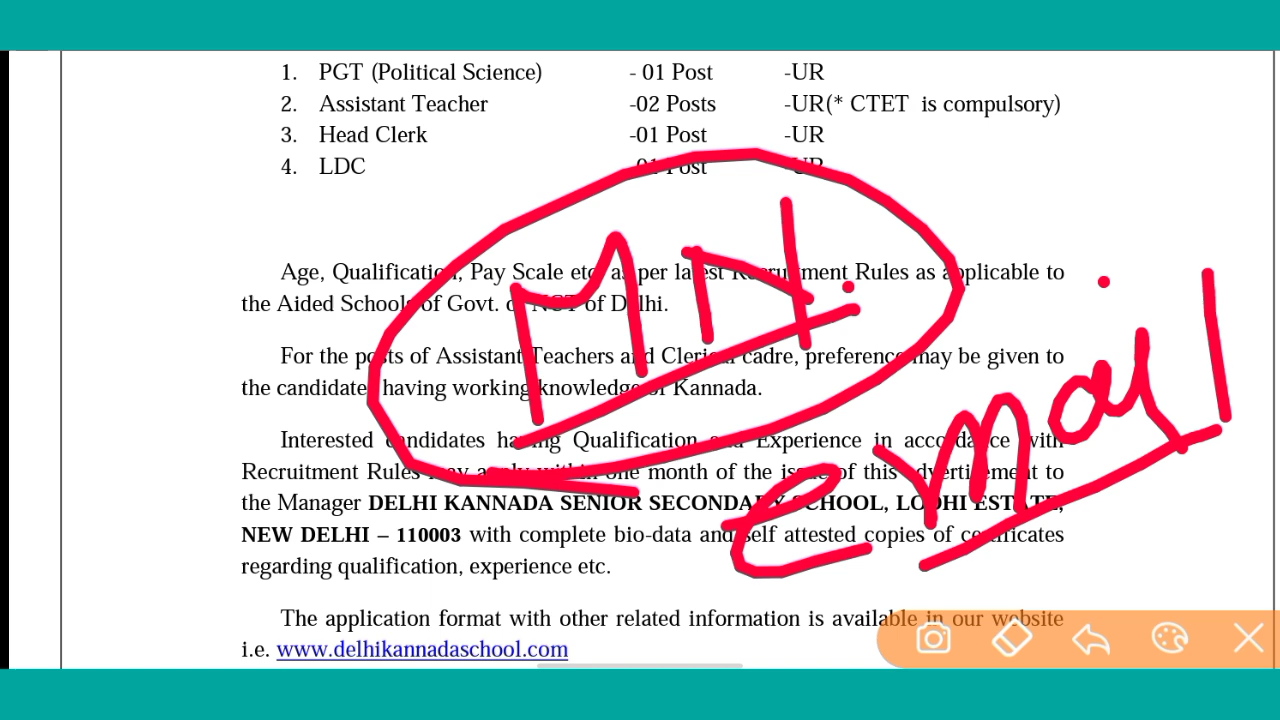 1. PGT (Political Science) - 01 Post -UR
2. Assistant Teacher -02 Posts -UR(* CTET is compulsory)
3. Head Clerk -01 Post -UR
4. LDC -01 Post -UR
Age, Qualification, Pay Scale etc. as per latest Recruitment Rules as applicable to
the Aided Schools of Govt. of NCT of Delhi.
For the posts of Assistant Teachers and Clerical cadre, preference may be given to
the candidates having working knowledge of Kannada.
Interested candidates having Qualification and Experience in accordance with
Recruitment Rules may apply within one month of the issue of this advertisement to
the Manager DELHI KANNADA SENIOR SECONDARY SCHOOL, LODHI ESTATE,
NEW DELHI – 110003 with complete bio-data and self attested copies of certificates
regarding qualification, experience etc.
The application format with other related information is available in our website
i.e. www.delhikannadaschool.com
email